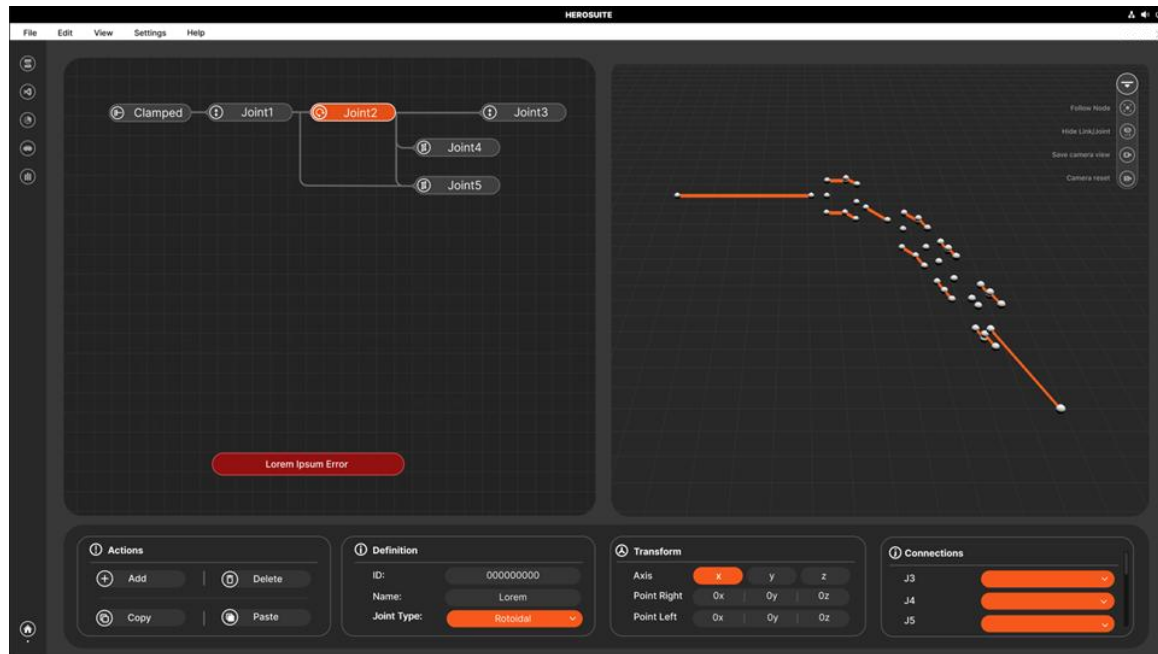 HEROSUITE
File Edit View Settings Help
Clamped Joint1 Joint2 Joint3
Joint4
Joint5
Lorem Ipsum Error
Follow Node
Hide Link/Joint
Save camera view
Camera reset
Actions
Add Delete
Copy Paste
Definition
ID: 000000000
Name: Lorem
Joint Type: Rotoidal
Transform
Axis x y z
Point Right 0x 0y 0z
Point Left 0x 0y 0z
Connections
J3
J4
J5